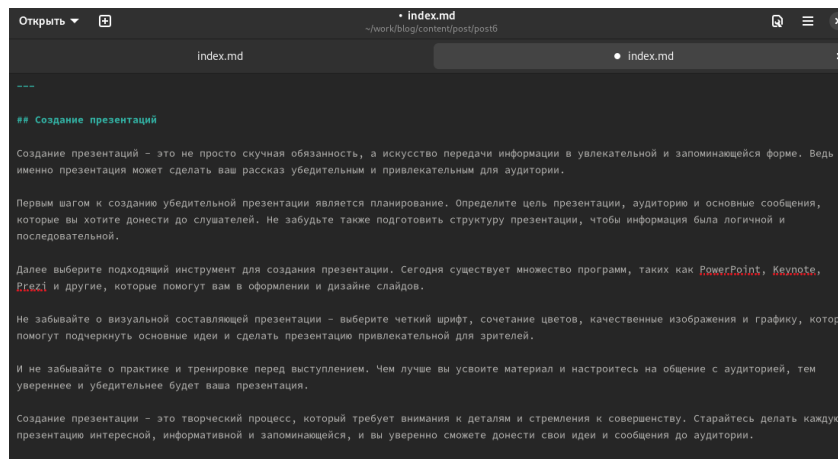 Открыть
• index.md
~/work/blog/content/post/post6
index.md
● index.md
---
## Создание презентаций
Создание презентаций - это не просто скучная обязанность, а искусство передачи информации в увлекательной и запоминающейся форме. Ведь
именно презентация может сделать ваш рассказ убедительным и привлекательным для аудитории.
Первым шагом к созданию убедительной презентации является планирование. Определите цель презентации, аудиторию и основные сообщения,
которые вы хотите донести до слушателей. Не забудьте также подготовить структуру презентации, чтобы информация была логичной и
последовательной.
Далее выберите подходящий инструмент для создания презентации. Сегодня существует множество программ, таких как PowerPoint, Keynote,
Prezi и другие, которые помогут вам в оформлении и дизайне слайдов.
Не забывайте о визуальной составляющей презентации - выберите четкий шрифт, сочетание цветов, качественные изображения и графику, котор
помогут подчеркнуть основные идеи и сделать презентацию привлекательной для зрителей.
И не забывайте о практике и тренировке перед выступлением. Чем лучше вы усвоите материал и настроитесь на общение с аудиторией, тем
увереннее и убедительнее будет ваша презентация.
Создание презентации - это творческий процесс, который требует внимания к деталям и стремления к совершенству. Старайтесь делать каждую
презентацию интересной, информативной и запоминающейся, и вы уверенно сможете донести свои идеи и сообщения до аудитории.